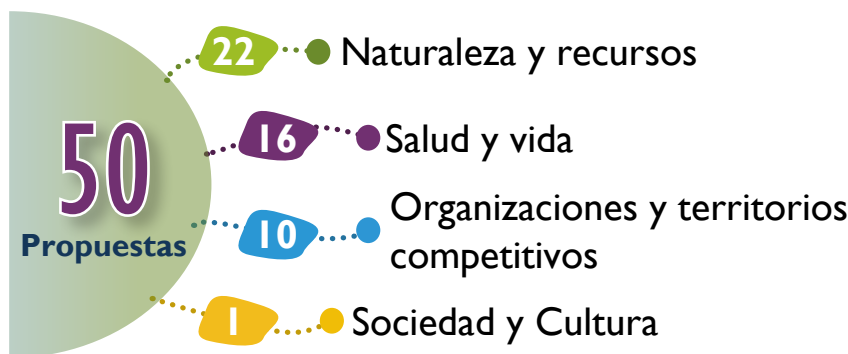 50
Propuestas
22 Naturaleza y recursos
16 Salud y vida
10 Organizaciones y territorios
competitivos
1 Sociedad y Cultura